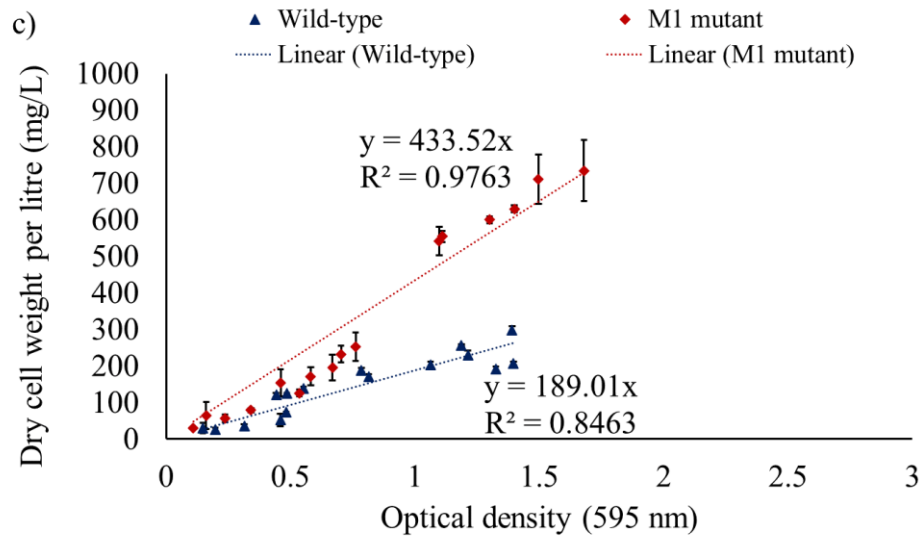 c)
Wild-type
M1 mutant
Linear (Wild-type)
Linear (M1 mutant)
Dry cell weight per litre (mg/L)
1000
900
800
700
600
500
400
300
200
100
0
y = 433.52x
R² = 0.9763
y = 189.01x
R² = 0.8463
0 0.5 1 1.5 2 2.5 3
Optical density (595 nm)